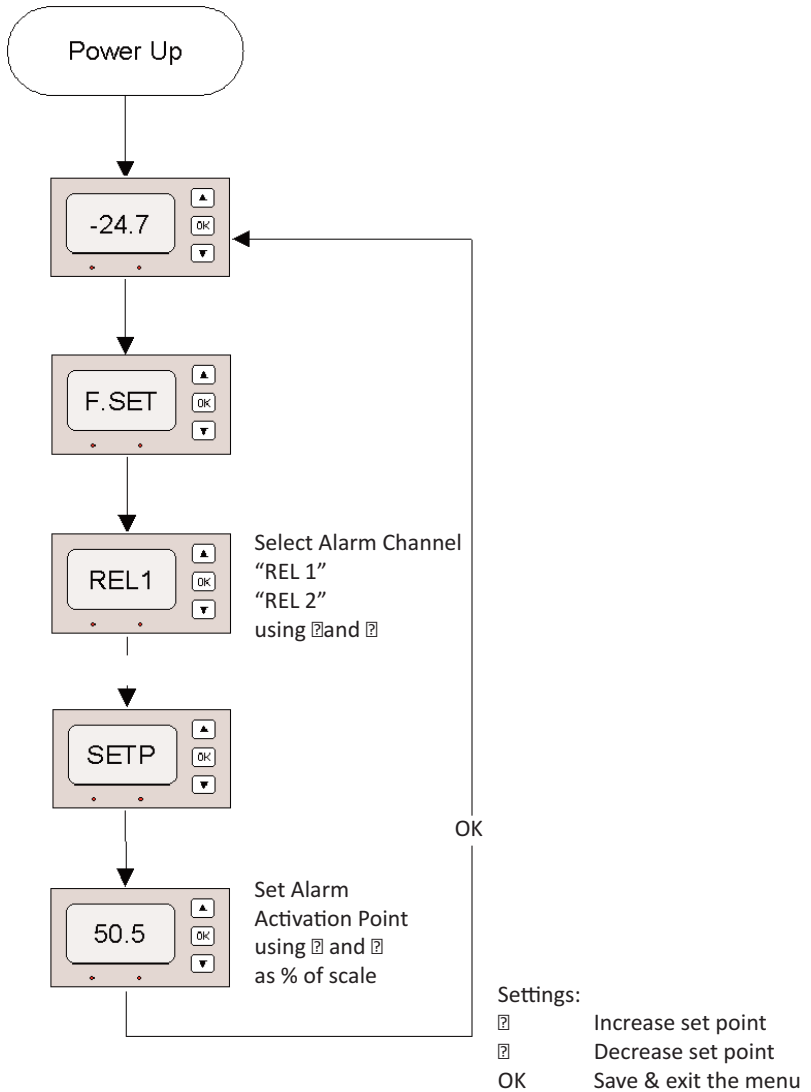 Power Up
-24.7
OK
F.SET
OK
REL1
OK
Select Alarm Channel
“REL 1”
“REL 2”
using ⍰and ⍰
SETP
OK
OK
50.5
OK
Set Alarm
Activation Point
using ⍰ and ⍰
as % of scale
Settings:
⍰ Increase set point
⍰ Decrease set point
OK Save & exit the menu